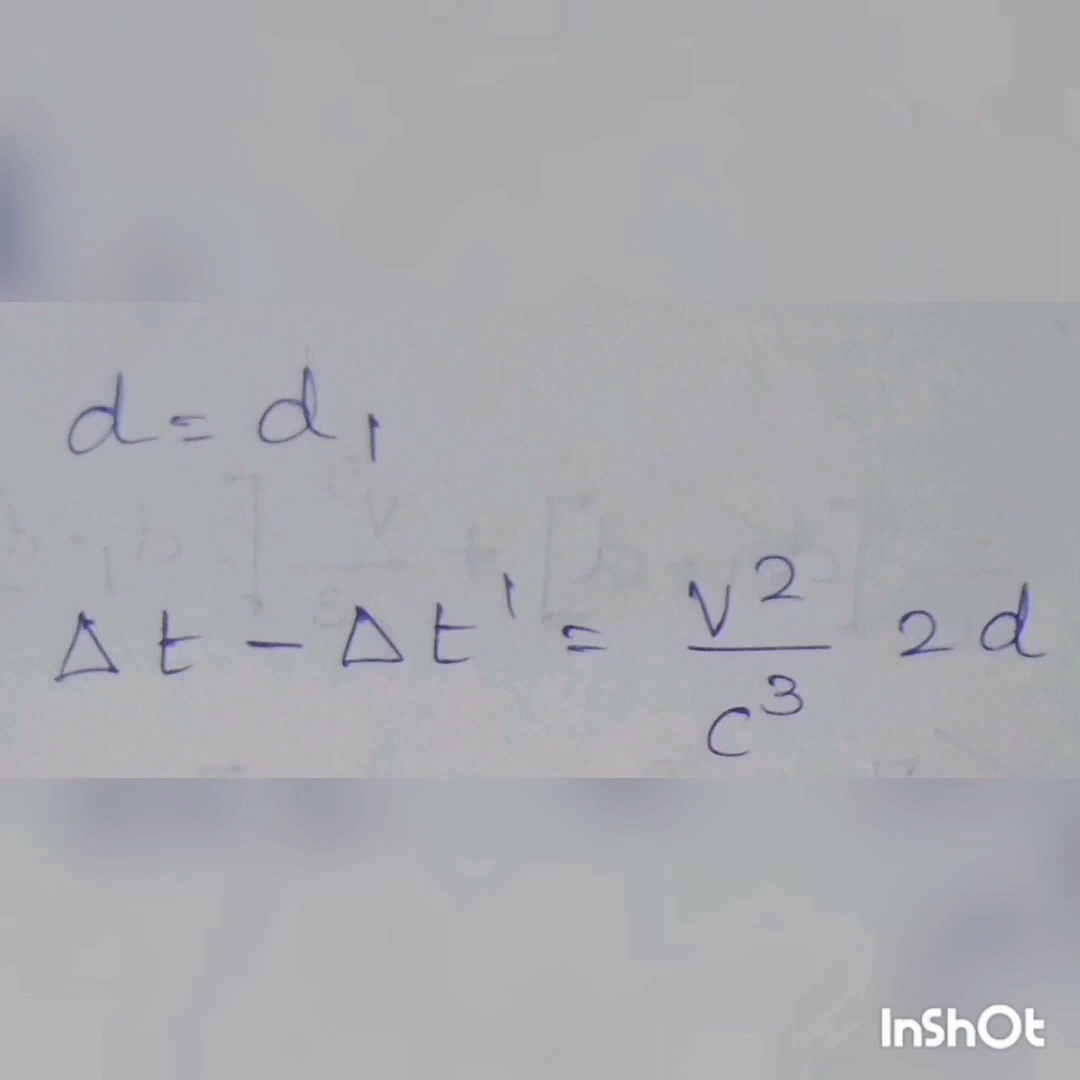 d = d₁
Δt - Δt' = v²/c³ 2d
InShOt